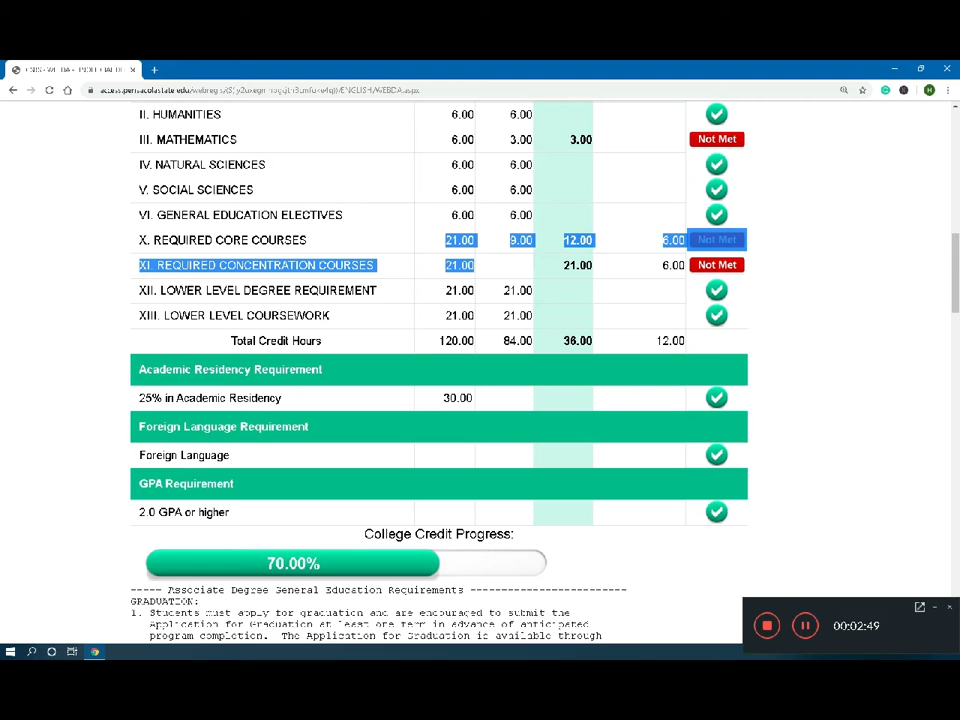 access.pensacolastate.edu
II. HUMANITIES 6.00 6.00
III. MATHEMATICS 6.00 3.00 3.00 Not Met
IV. NATURAL SCIENCES 6.00 6.00
V. SOCIAL SCIENCES 6.00 6.00
VI. GENERAL EDUCATION ELECTIVES 6.00 6.00
X. REQUIRED CORE COURSES 21.00 9.00 12.00 6.00 Not Met
XI. REQUIRED CONCENTRATION COURSES 21.00 21.00 6.00 Not Met
XII. LOWER LEVEL DEGREE REQUIREMENT 21.00 21.00
XIII. LOWER LEVEL COURSEWORK 21.00 21.00
Total Credit Hours 120.00 84.00 36.00 12.00
Academic Residency Requirement
25% in Academic Residency 30.00
Foreign Language Requirement
Foreign Language
GPA Requirement
2.0 GPA or higher
College Credit Progress:
70.00%
----- Associate Degree General Education Requirements -------------------------
GRADUATION:
1. Students must apply for graduation and are encouraged to submit the
Application for Graduation at least one term in advance of anticipated
program completion. The Application for Graduation is available through
00:02:49